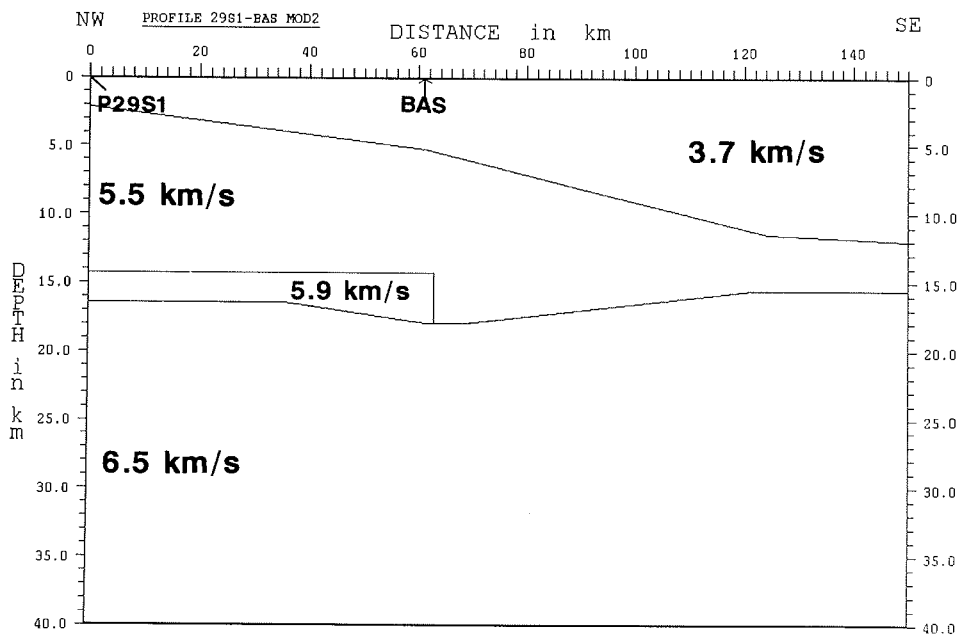 NW PROFILE 29S1-BAS MOD2 SE
DISTANCE in km
0 20 40 60 80 100 120 140
0 0
P29S1 BAS
5.0 5.0
3.7 km/s
5.5 km/s
10.0 10.0
15.0 15.0
5.9 km/s
DEPTH in km
20.0 20.0
25.0 25.0
6.5 km/s
30.0 30.0
35.0 35.0
40.0 40.0